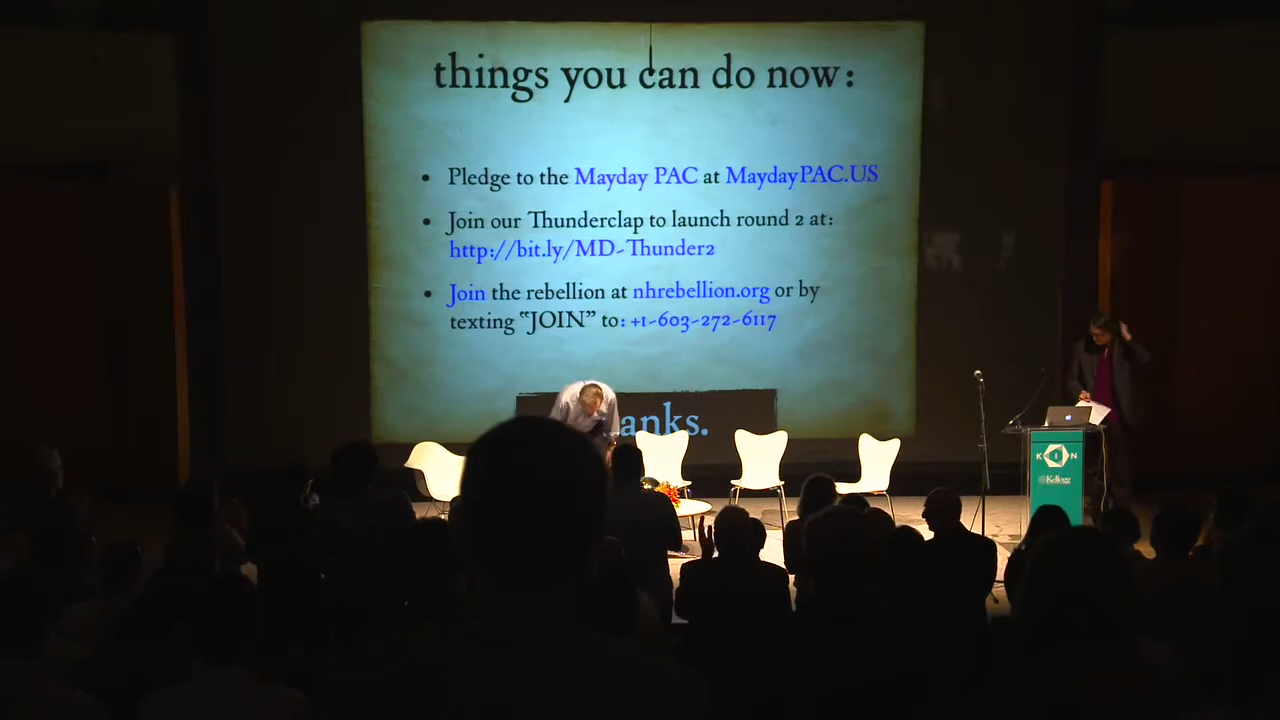 things you can do now:
• Pledge to the Mayday PAC at MaydayPAC.US
• Join our Thunderclap to launch round 2 at:
http://bit.ly/MD-Thunder2
• Join the rebellion at nhrebellion.org or by
texting “JOIN” to: +1-603-272-6117
anks.
KIN
Kellogg